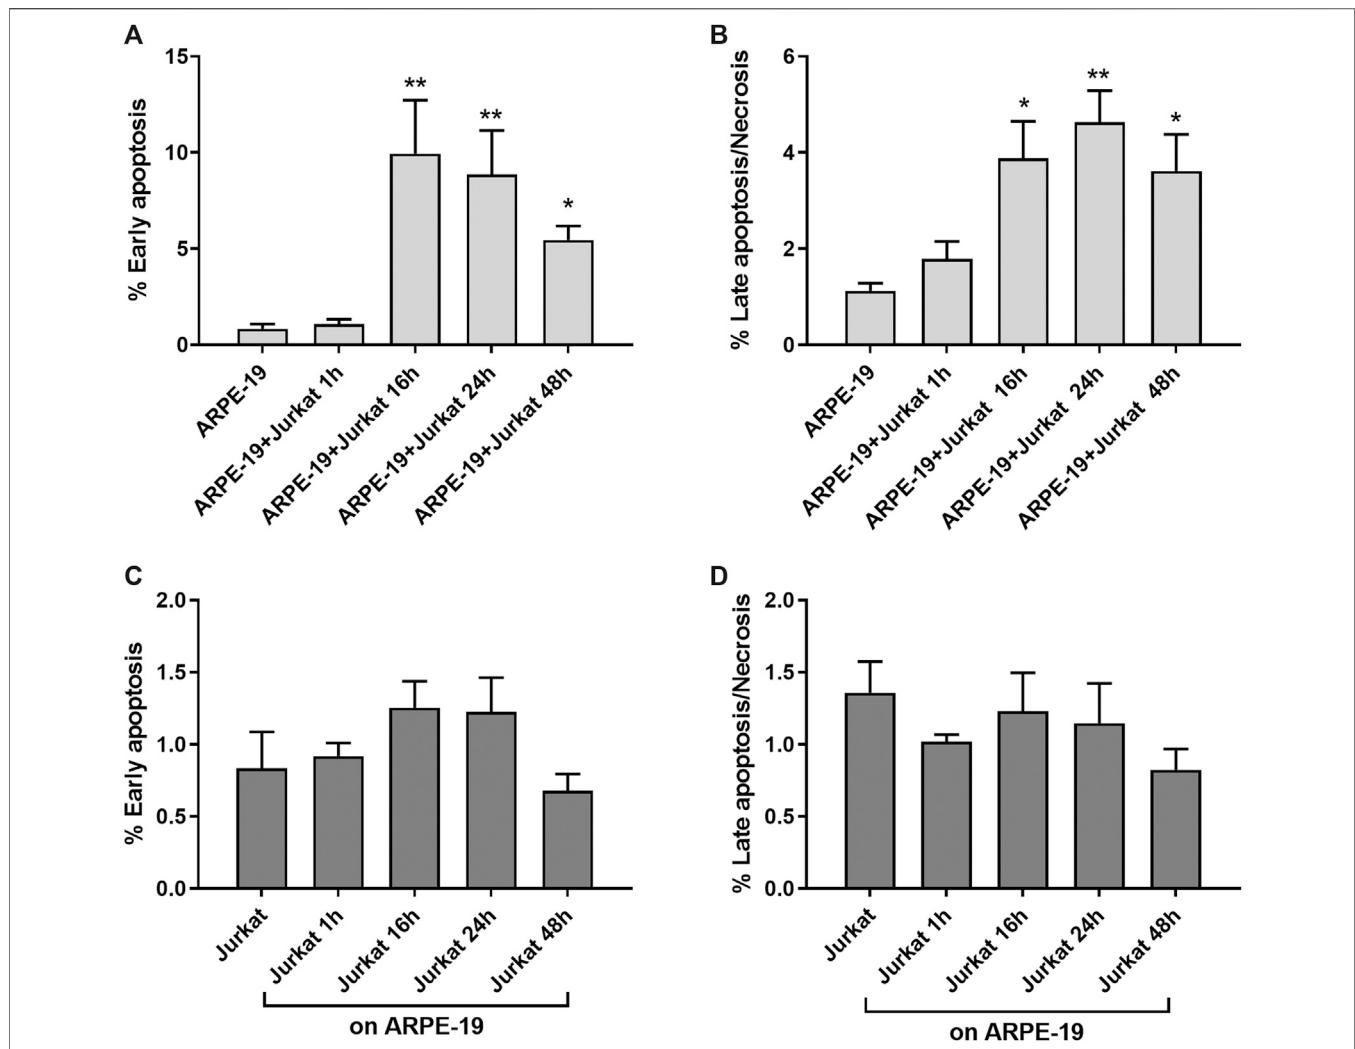 A
% Early apoptosis
15
10
5
0
**
**
*
ARPE-19
ARPE-19+Jurkat 1h
ARPE-19+Jurkat 16h
ARPE-19+Jurkat 24h
ARPE-19+Jurkat 48h
B
% Late apoptosis/Necrosis
6
4
2
0
*
**
*
ARPE-19
ARPE-19+Jurkat 1h
ARPE-19+Jurkat 16h
ARPE-19+Jurkat 24h
ARPE-19+Jurkat 48h
C
% Early apoptosis
2.0
1.5
1.0
0.5
0.0
Jurkat
Jurkat 1h
Jurkat 16h
Jurkat 24h
Jurkat 48h
on ARPE-19
D
% Late apoptosis/Necrosis
2.0
1.5
1.0
0.5
0.0
Jurkat
Jurkat 1h
Jurkat 16h
Jurkat 24h
Jurkat 48h
on ARPE-19